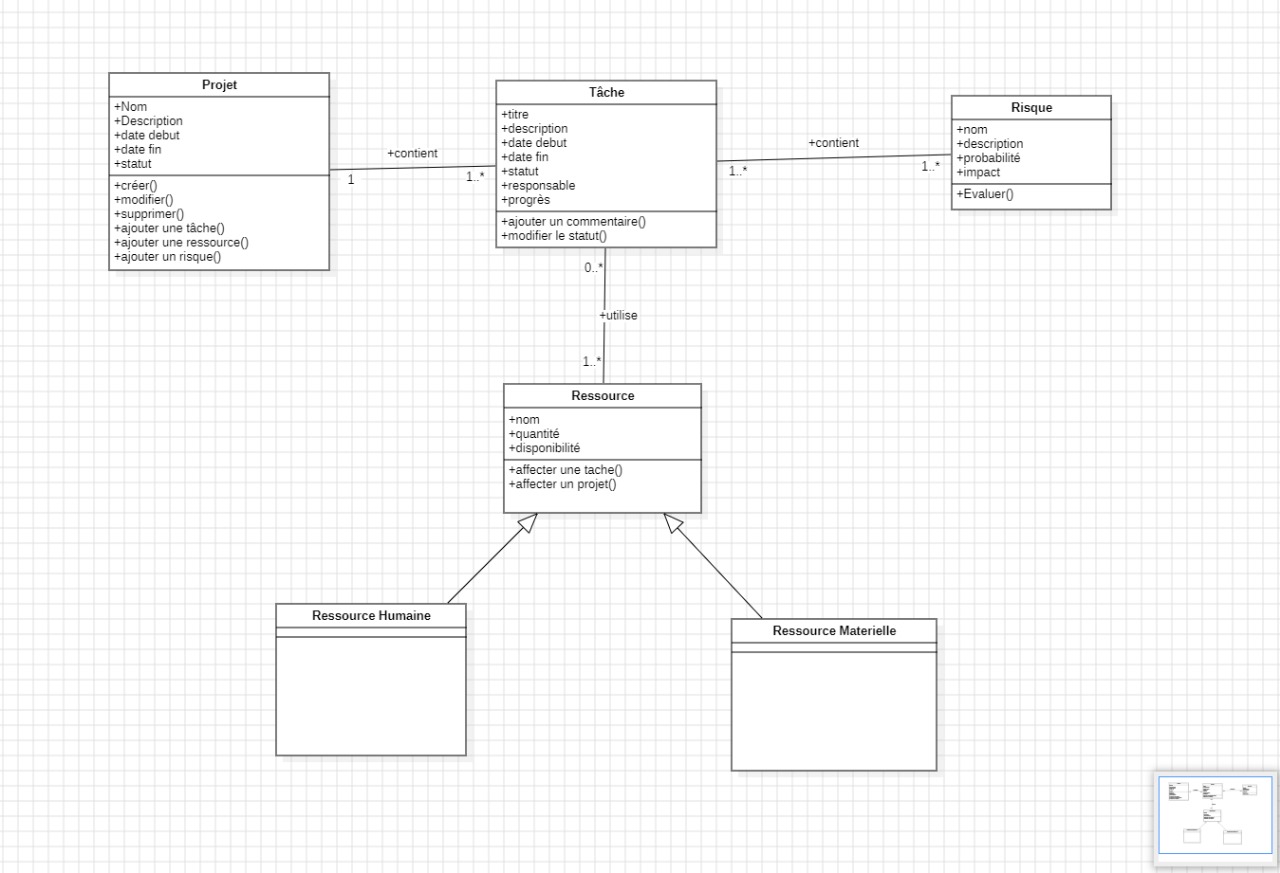 Projet
+Nom
+Description
+date debut
+date fin
+statut
+créer()
+modifier()
+supprimer()
+ajouter une tâche()
+ajouter une ressource()
+ajouter un risque()
+contient
1
1..*
Tâche
+titre
+description
+date debut
+date fin
+statut
+responsable
+progrès
+ajouter un commentaire()
+modifier le statut()
+contient
1..*
1..*
Risque
+nom
+description
+probabilité
+impact
+Evaluer()
0..*
+utilise
1..*
Ressource
+nom
+quantité
+disponibilité
+affecter une tache()
+affecter un projet()
Ressource Humaine
Ressource Materielle